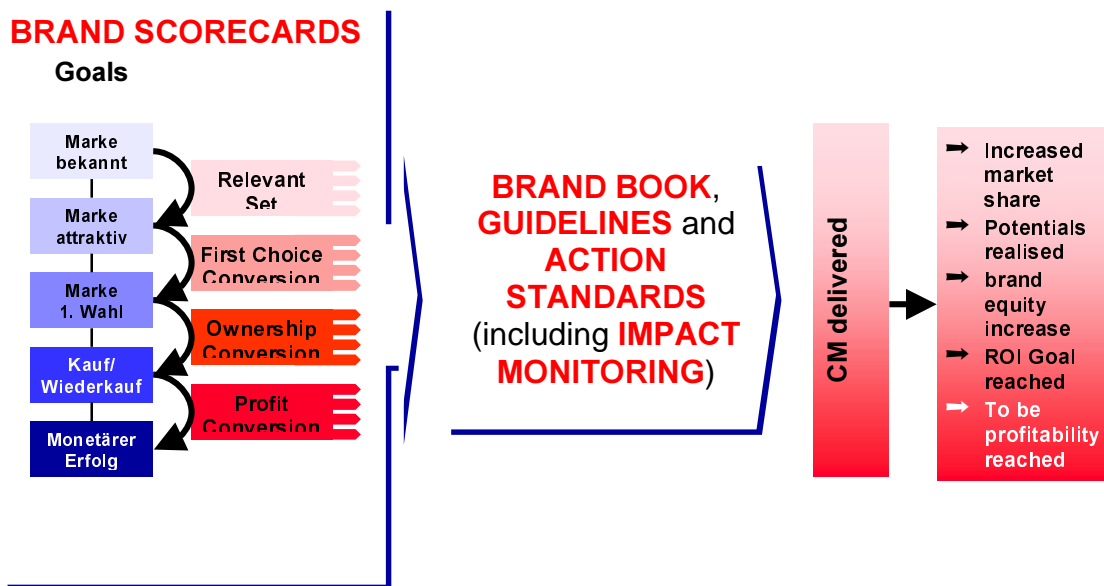 BRAND SCORECARDS
Goals
Marke
bekannt
Marke
attraktiv
Marke
1. Wahl
Kauf/
Wiederkauf
Monetärer
Erfolg
Relevant
Set
First Choice
Conversion
Ownership
Conversion
Profit
Conversion
BRAND BOOK,
GUIDELINES and
ACTION
STANDARDS
(including IMPACT
MONITORING)
CM delivered
Increased
market
share
Potentials
realised
brand
equity
increase
ROI Goal
reached
To be
profitability
reached